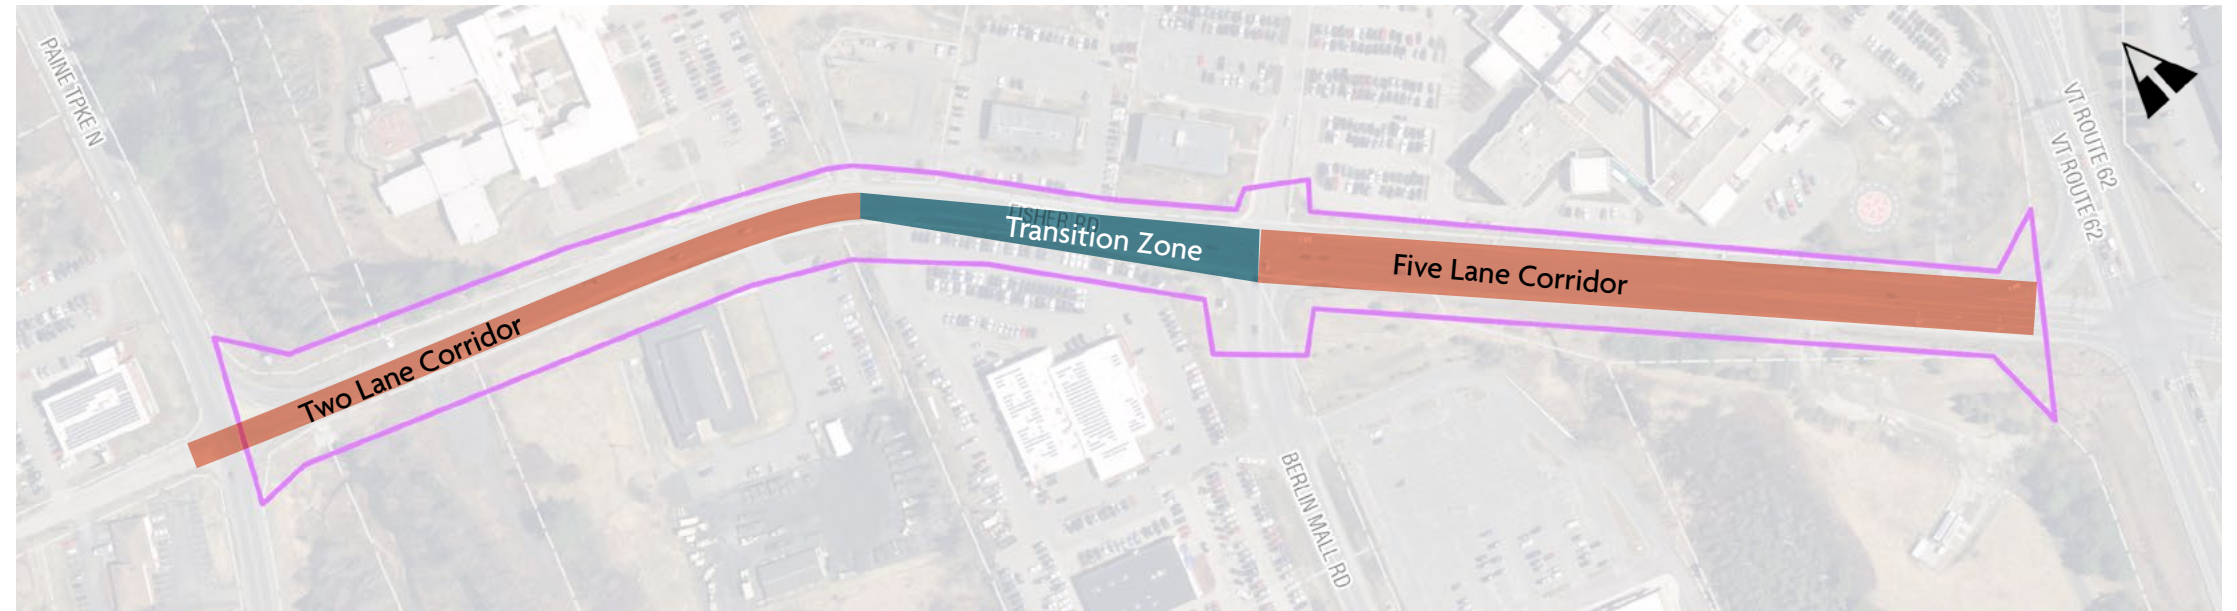 PAINE TPKE N
VT ROUTE 62
VT ROUTE 62
FISHER RD
Transition Zone
Five Lane Corridor
Two Lane Corridor
BERLIN MALL RD